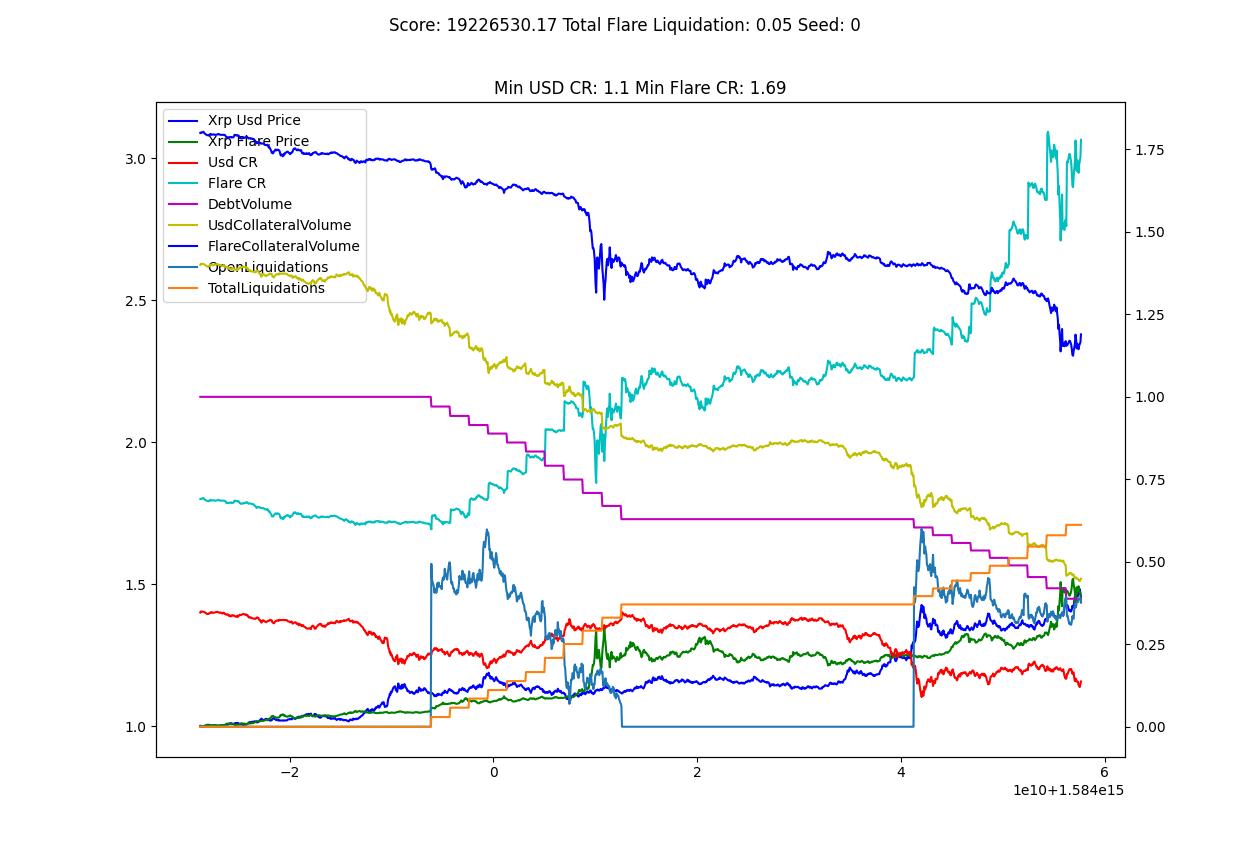 Score: 19226530.17 Total Flare Liquidation: 0.05 Seed: 0
Min USD CR: 1.1 Min Flare CR: 1.69
Xrp Usd Price
Xrp Flare Price
Usd CR
Flare CR
DebtVolume
UsdCollateralVolume
FlareCollateralVolume
OpenLiquidations
TotalLiquidations
3.0
2.5
2.0
1.5
1.0
1.75
1.50
1.25
1.00
0.75
0.50
0.25
0.00
−2 0 2 4 6
1e10+1.584e15